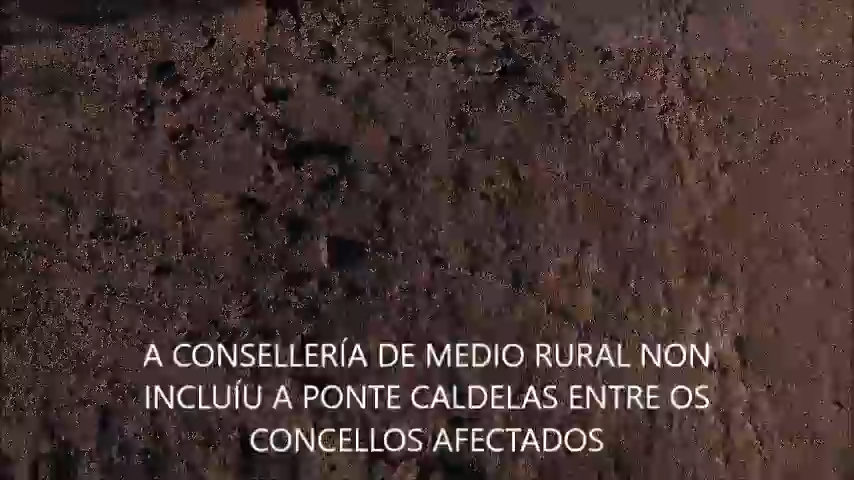 A CONSELLERÍA DE MEDIO RURAL NON
INCLUÍU A PONTE CALDELAS ENTRE OS
CONCELLOS AFECTADOS